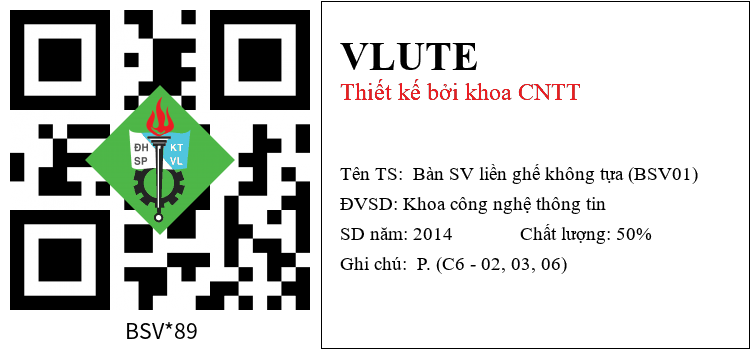 ĐH KT
SP VL
BSV*89
VLUTE
Thiết kế bởi khoa CNTT
Tên TS: Bàn SV liền ghế không tựa (BSV01)
ĐVSD: Khoa công nghệ thông tin
SD năm: 2014 Chất lượng: 50%
Ghi chú: P. (C6 - 02, 03, 06)